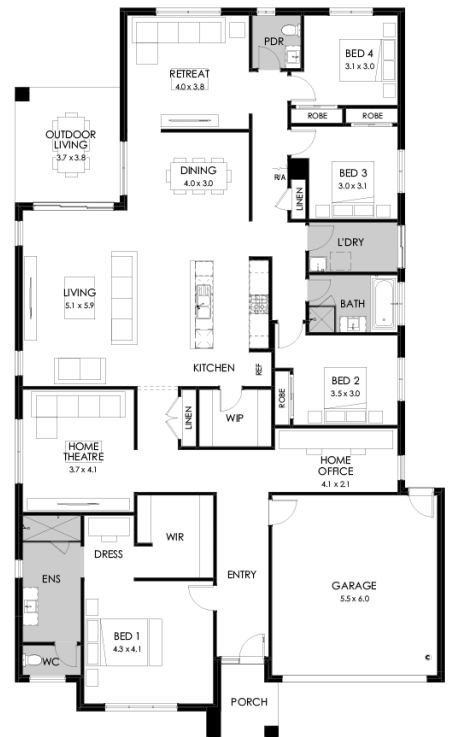 PDR
BED 4
3.1 x 3.0
RETREAT
4.0 x 3.8
ROBE
ROBE
OUTDOOR
LIVING
3.7 x 3.8
DINING
4.0 x 3.0
R/A
LINEN
BED 3
3.0 x 3.1
L'DRY
LIVING
5.1 x 5.9
BATH
KITCHEN
REF
BED 2
3.5 x 3.0
ROBE
LINEN
WIP
HOME
THEATRE
3.7 x 4.1
HOME
OFFICE
4.1 x 2.1
WIR
DRESS
ENS
ENTRY
GARAGE
5.5 x 6.0
BED 1
4.3 x 4.1
WC
PORCH